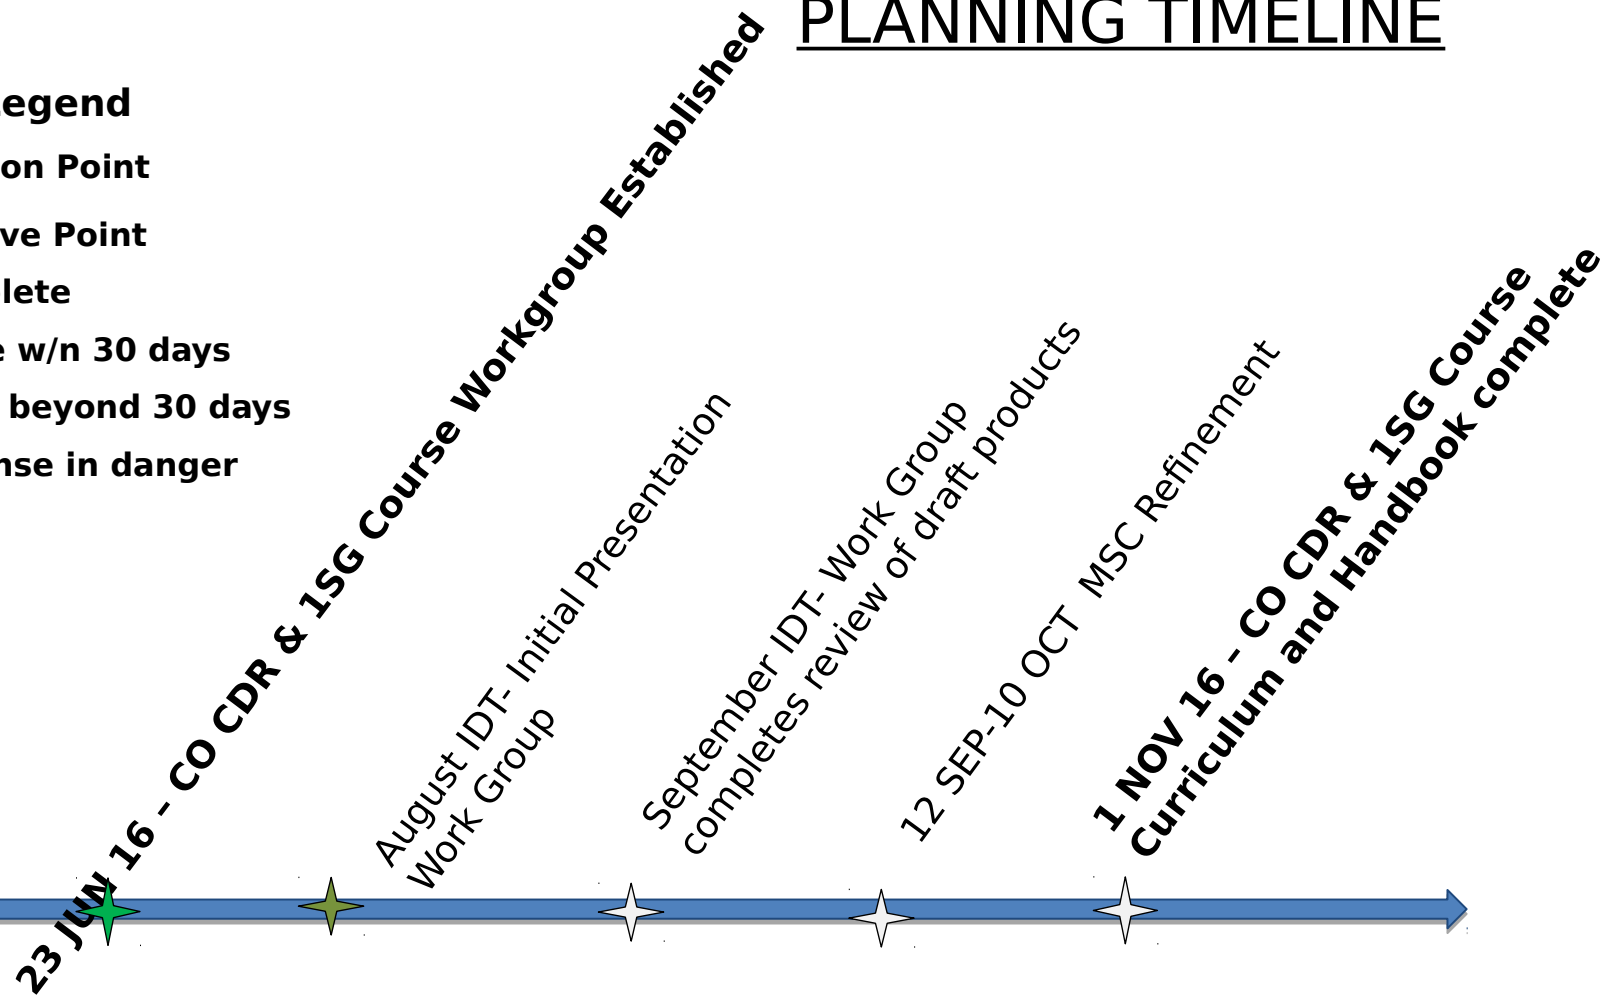 PLANNING TIMELINE
egend
on Point
ve Point
lete
e w/n 30 days
beyond 30 days
nse in danger
23 JUN 16 – CO CDR & 1SG Course Workgroup Established
August IDT- Initial Presentation
Work Group
September IDT- Work Group
completes review of draft products
12 SEP-10 OCT  MSC Refinement
1 NOV 16 – CO CDR & 1SG Course
Curriculum and Handbook complete